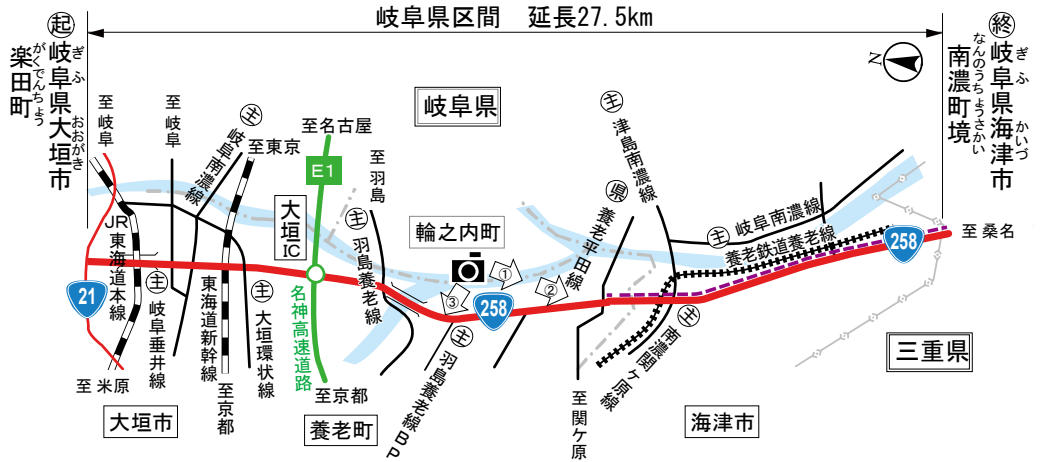 岐阜県区間　延長27.5km
起
岐阜県大垣市
ぎふ
おおがき
楽田町
がくでんちょう
終
岐阜県海津市
ぎふ
かいづ
南濃町境
なんのうちょうさかい
N
岐阜県
至岐阜
至岐阜
主
岐阜南濃線
至東京
至名古屋
E1
大垣IC
至羽島
主
羽島養老線
輪之内町
主
津島南濃線
県
養老平田線
主
岐阜南濃線
養老鉄道養老線
258
至 桑名
21
JR
東海道本線
主
岐阜垂井線
東海道新幹線
主
大垣環状線
名神高速道路
①
②
③
258
主
羽島養老線BP
主
南濃関ヶ原線
至 米原
至京都
至京都
至関ケ原
大垣市
養老町
海津市
三重県